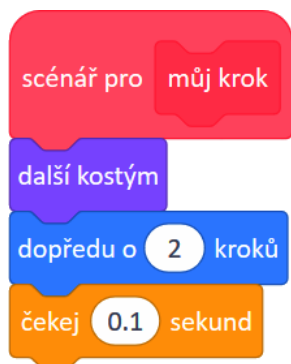 scénář pro můj krok
další kostým
dopředu o 2 kroků
čekej 0.1 sekund